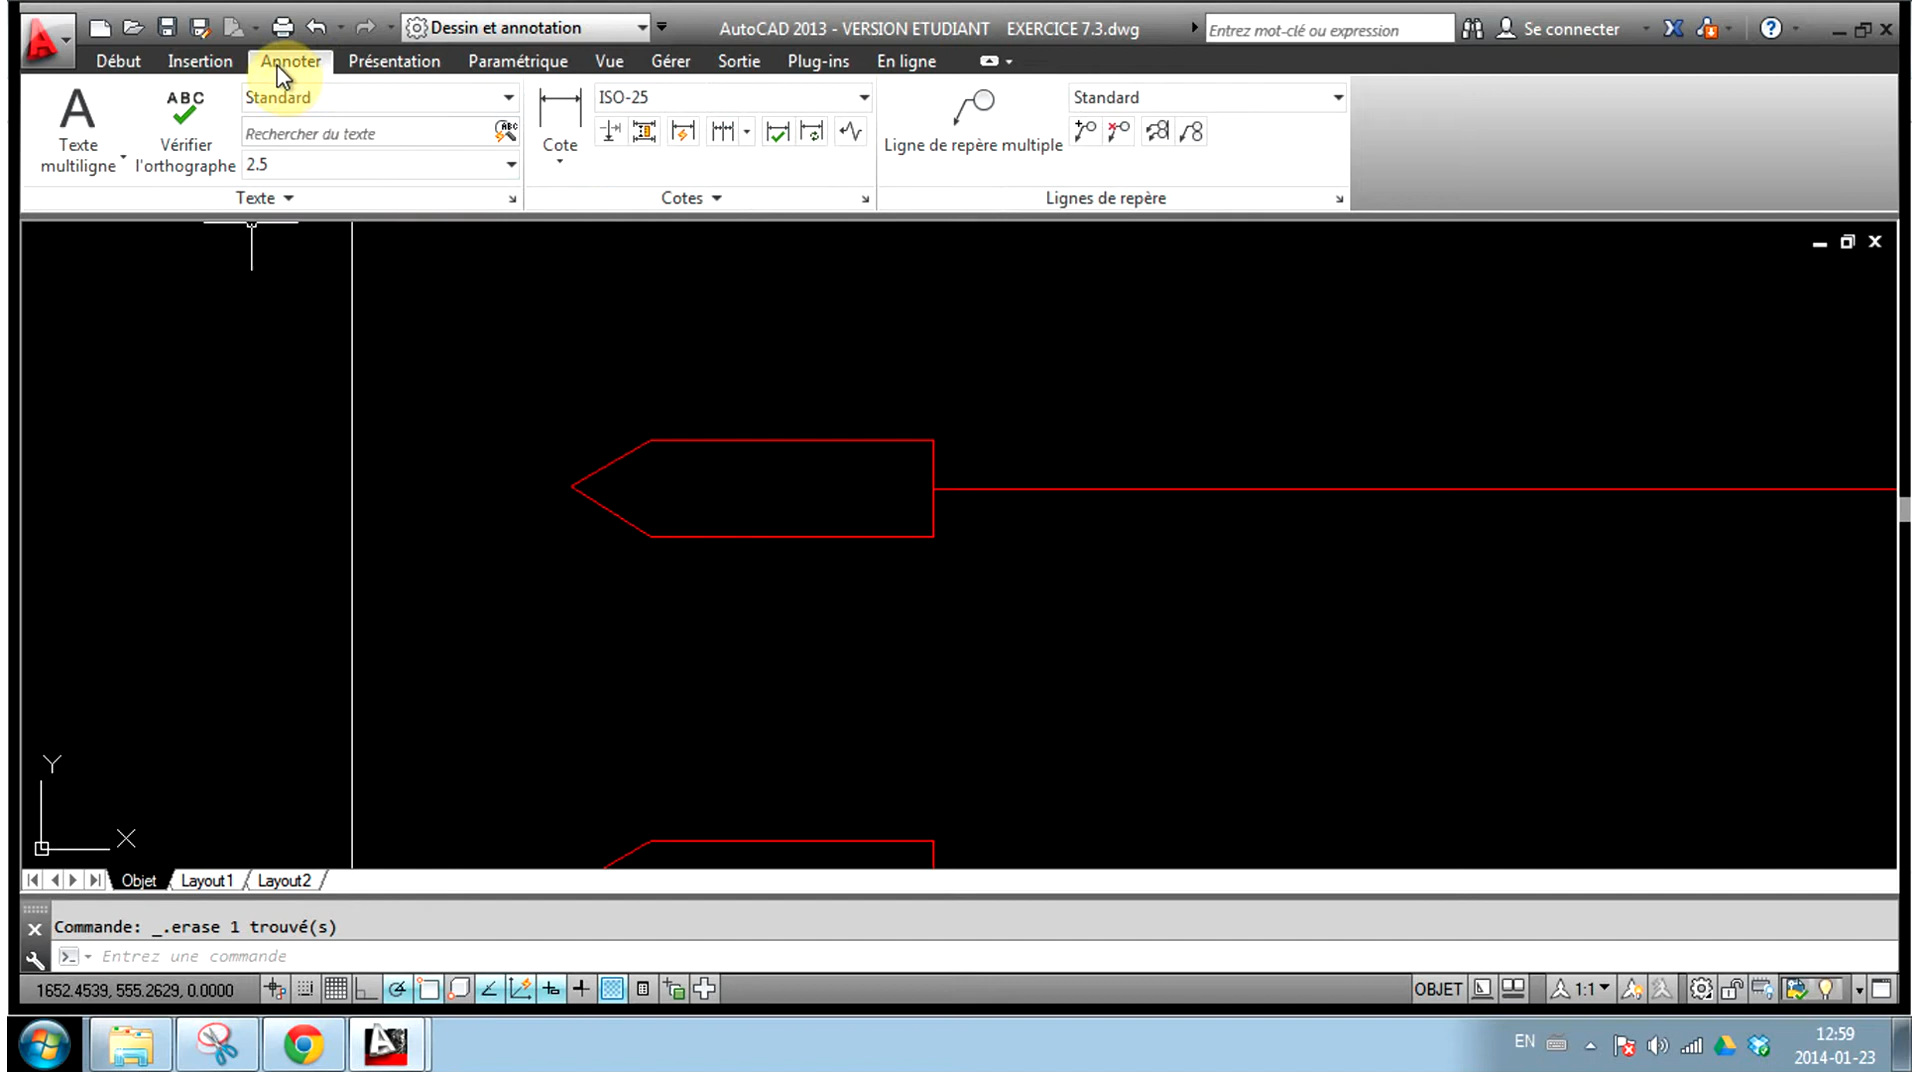 Dessin et annotation
AutoCAD 2013 - VERSION ETUDIANT EXERCICE 7.3.dwg
Entrez mot-clé ou expression
Se connecter
Début Insertion Annoter Présentation Paramétrique Vue Gérer Sortie Plug-ins En ligne
A ABC Standard ISO-25 Standard
Rechercher du texte ABC
Texte multiligne
Vérifier l'orthographe
2.5
Cote
Ligne de repère multiple
Texte Cotes Lignes de repère
Y
X
Objet Layout1 Layout2
Commande: _.erase 1 trouvé(s)
Entrez une commande
1652.4539, 555.2629, 0.0000 OBJET 1:1
EN 12:59
2014-01-23